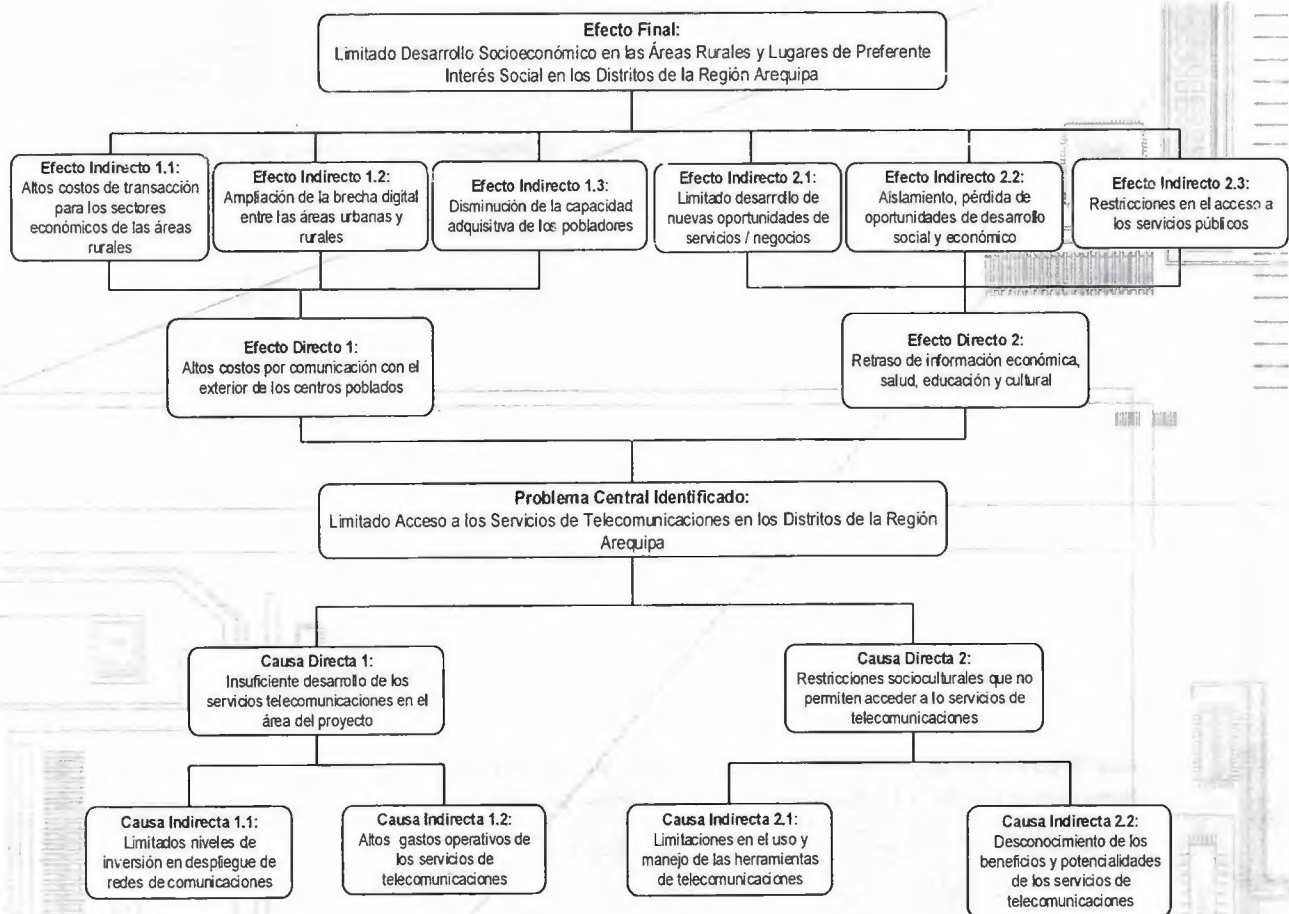 Efecto Final:
Limitado Desarrollo Socioeconómico en las Áreas Rurales y Lugares de Preferente
Interés Social en los Distritos de la Región Arequipa
Efecto Indirecto 1.1:
Altos costos de transacción
para los sectores
económicos de las áreas
rurales
Efecto Indirecto 1.2:
Ampliación de la brecha digital
entre las áreas urbanas y
rurales
Efecto Indirecto 1.3:
Disminución de la capacidad
adquisitiva de los pobladores
Efecto Indirecto 2.1:
Limitado desarrollo de
nuevas oportunidades de
servicios / negocios
Efecto Indirecto 2.2:
Aislamiento, pérdida de
oportunidades de desarrollo
social y económico
Efecto Indirecto 2.3:
Restricciones en el acceso a
los servicios públicos
Efecto Directo 1:
Altos costos por comunicación con el
exterior de los centros poblados
Efecto Directo 2:
Retraso de información económica,
salud, educación y cultural
Problema Central Identificado:
Limitado Acceso a los Servicios de Telecomunicaciones en los Distritos de la Región
Arequipa
Causa Directa 1:
Insuficiente desarrollo de los
servicios telecomunicaciones en el
área del proyecto
Causa Directa 2:
Restricciones socioculturales que no
permiten acceder a lo servicios de
telecomunicaciones
Causa Indirecta 1.1:
Limitados niveles de
inversión en despliegue de
redes de comunicaciones
Causa Indirecta 1.2:
Altos gastos operativos de
los servicios de
telecomunicaciones
Causa Indirecta 2.1:
Limitaciones en el uso y
manejo de las herramientas
de telecomunicaciones
Causa Indirecta 2.2:
Desconocimiento de los
beneficios y potencialidades
de los servicios de
telecomunicaciones